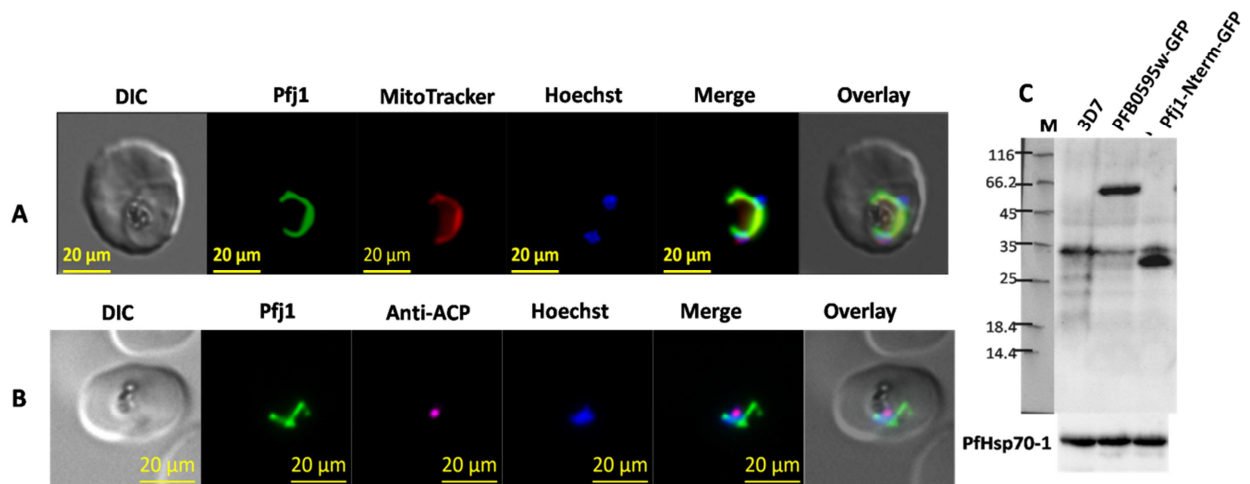 A
DIC Pfj1 MitoTracker Hoechst Merge Overlay
20 µm 20 µm 20 µm 20 µm 20 µm
B
DIC Pfj1 Anti-ACP Hoechst Merge Overlay
20 µm 20 µm 20 µm 20 µm 20 µm
C
M 3D7 PFB0595w-GFP Pfj1-Nterm-GFP
116
66.2
45
35
25
18.4
14.4
PfHsp70-1